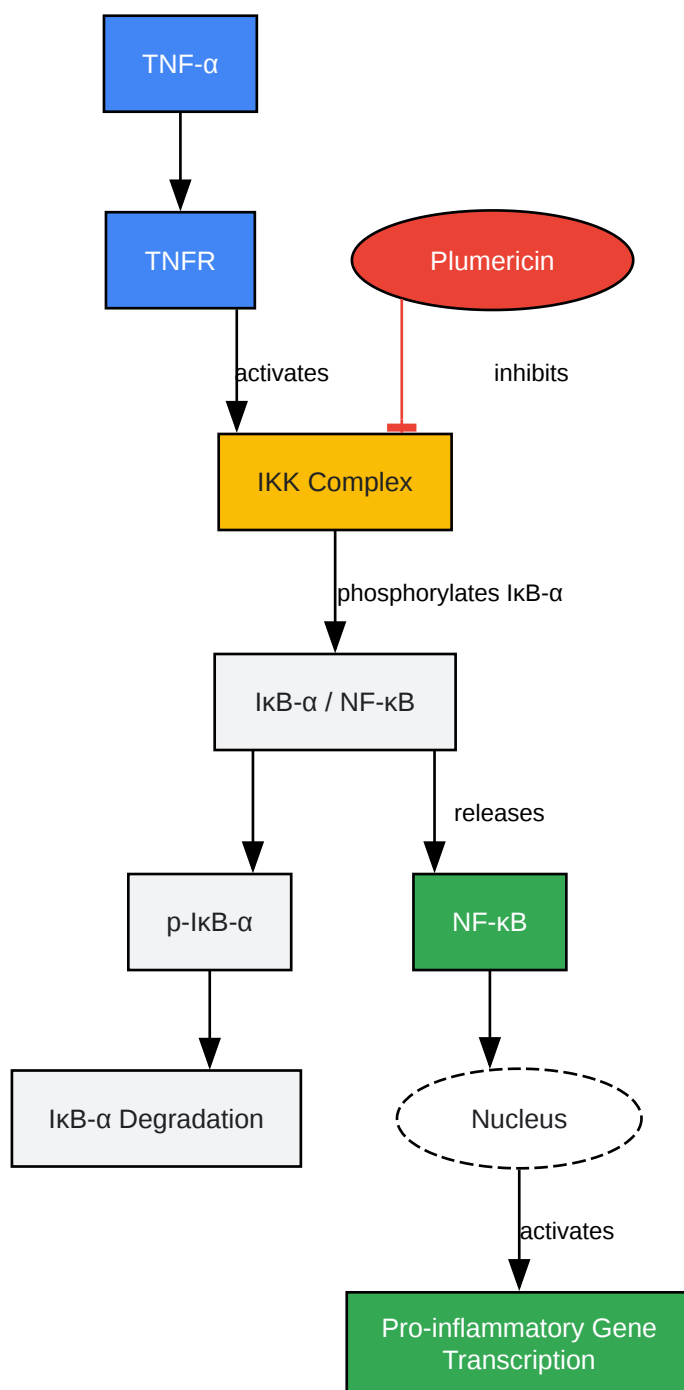 TNF-α
TNFR
Plumericin
activates
inhibits
IKK Complex
phosphorylates IκB-α
IκB-α / NF-κB
releases
p-IκB-α
NF-κB
IκB-α Degradation
Nucleus
activates
Pro-inflammatory Gene
Transcription